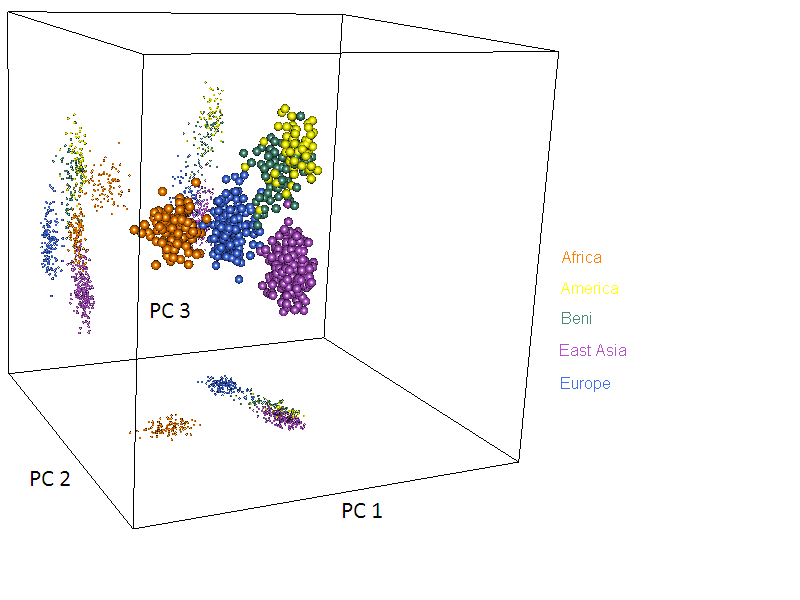 PC 3
Africa
America
Beni
East Asia
Europe
PC 2
PC 1